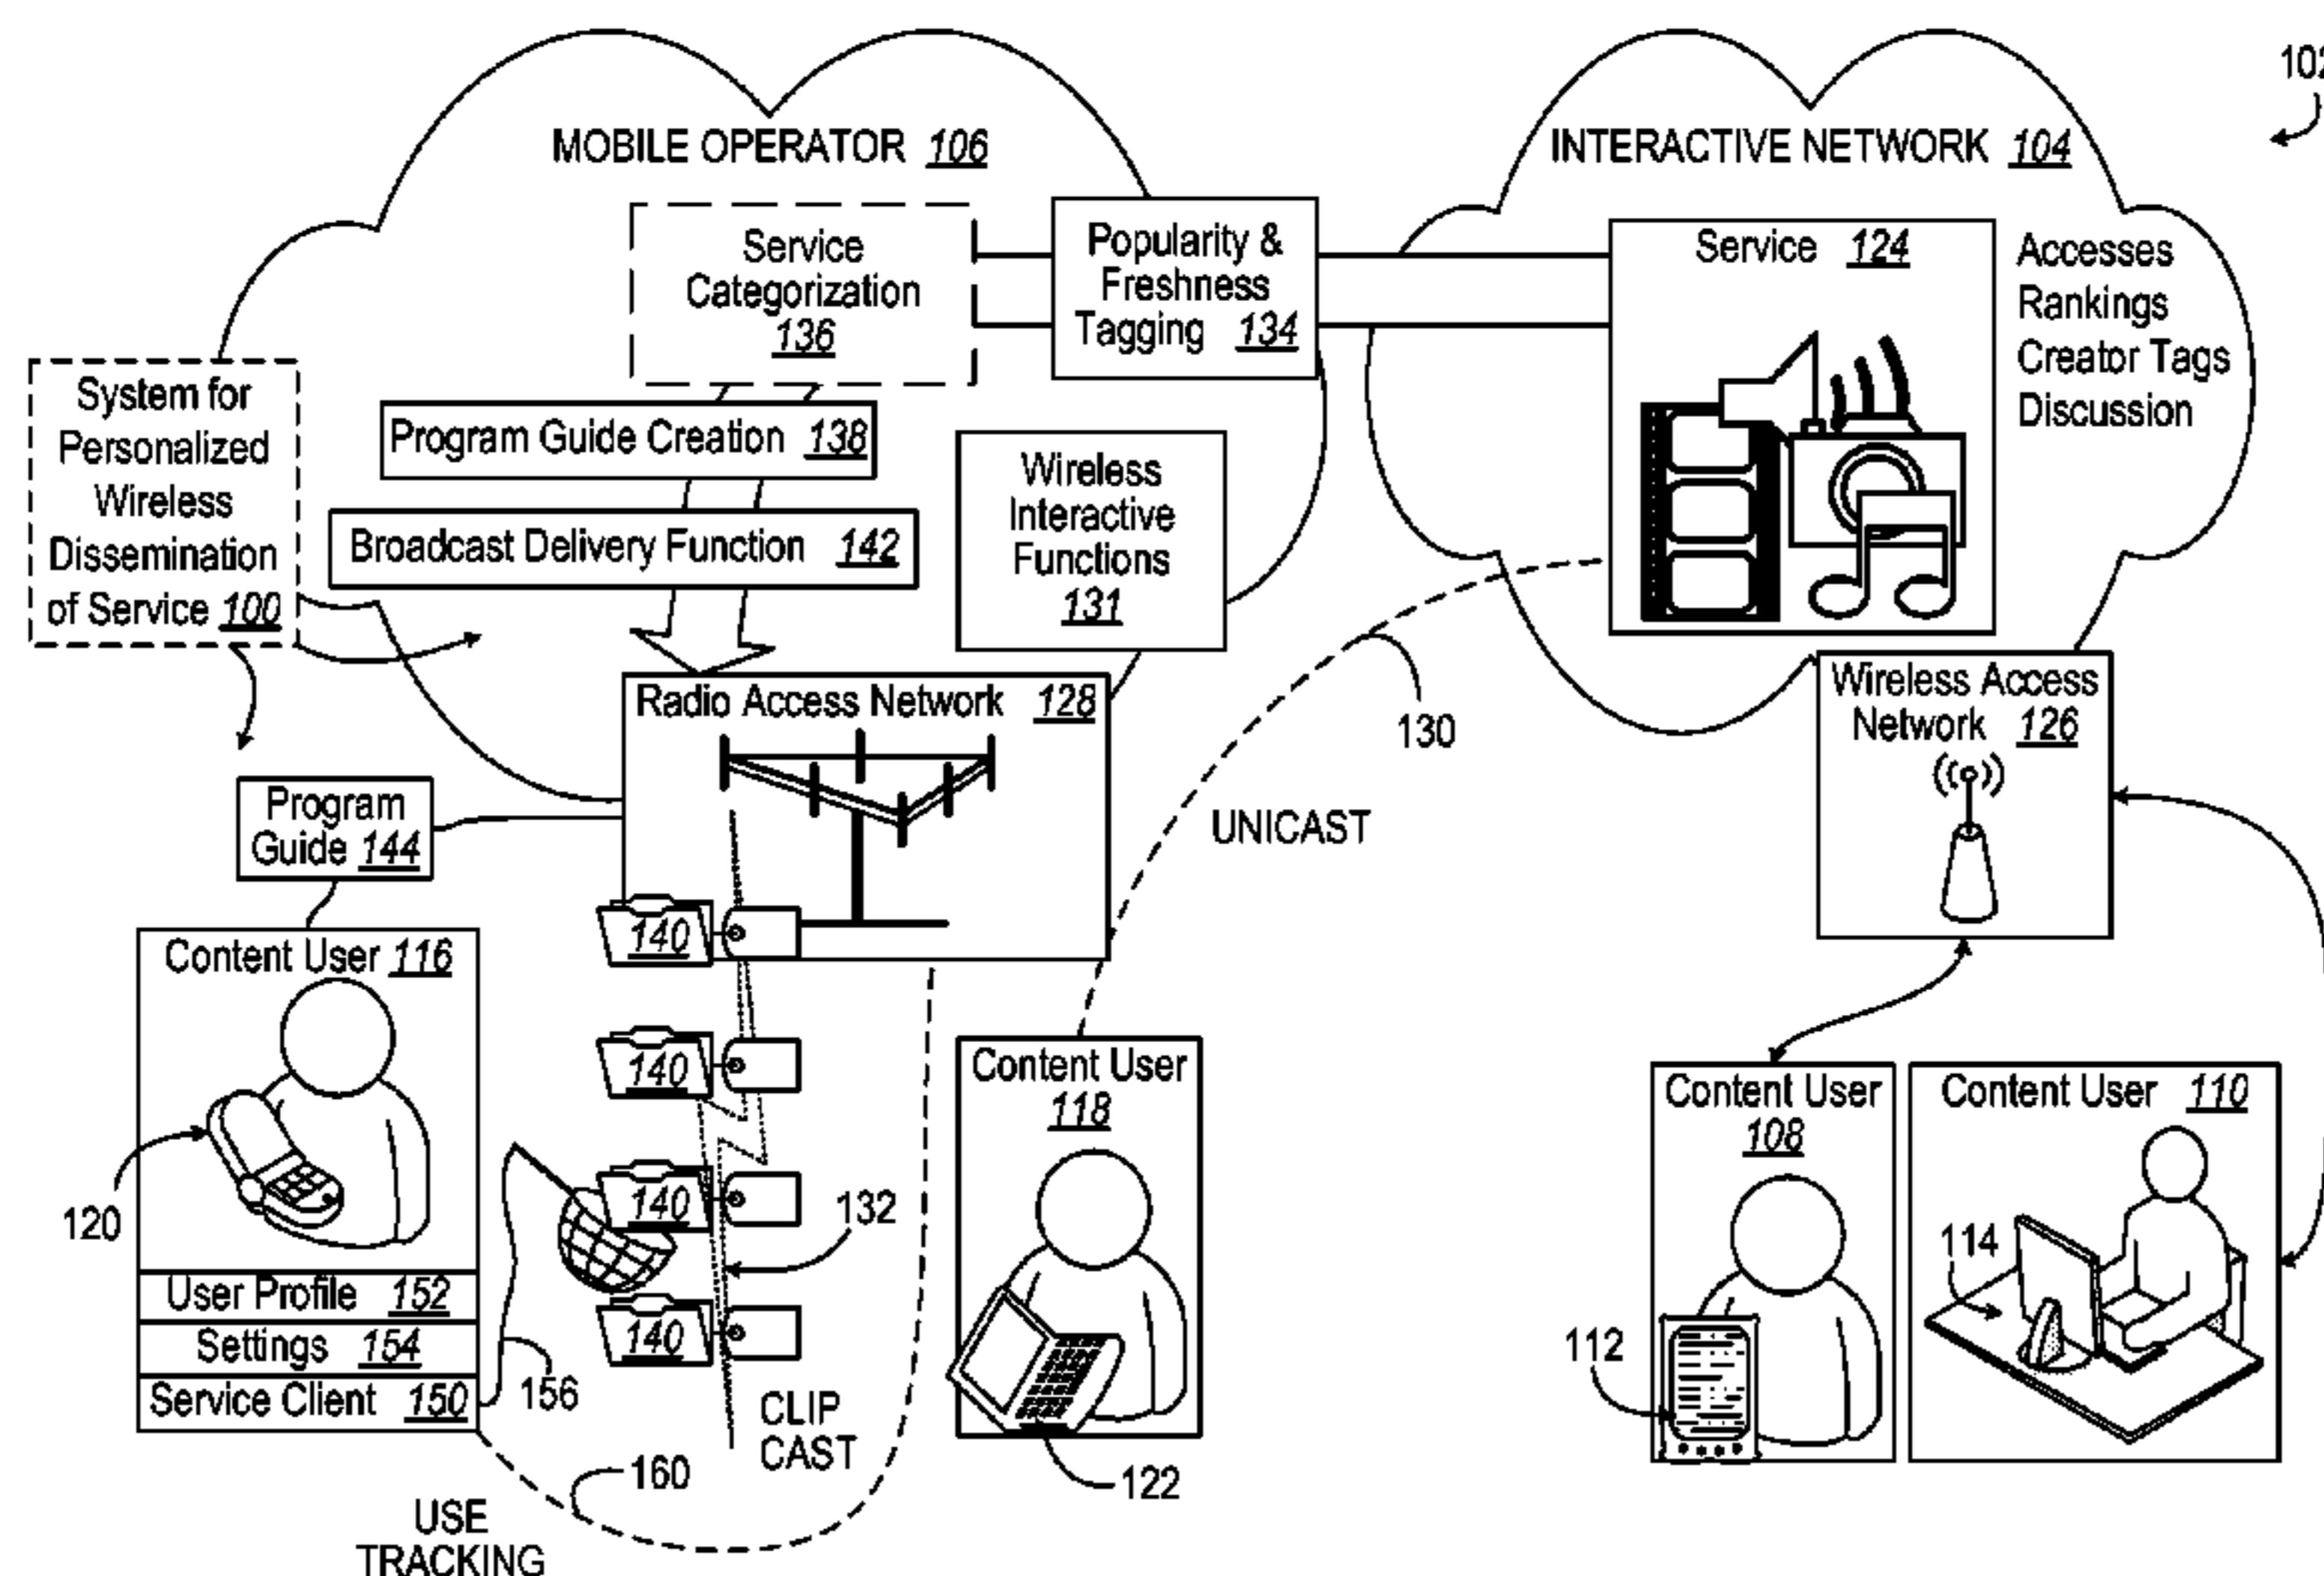 102
MOBILE OPERATOR 106
INTERACTIVE NETWORK 104
Service
Categorization
136
Popularity &
Freshness
Tagging 134
Service 124
Accesses
Rankings
Creator Tags
Discussion
System for
Personalized
Wireless
Dissemination
of Service 100
Program Guide Creation 138
Broadcast Delivery Function 142
Wireless
Interactive
Functions
131
Radio Access Network 128
130
UNICAST
Wireless Access
Network 126
Program
Guide 144
140
140
140
140
132
CLIP
CAST
Content User 116
120
User Profile 152
Settings 154
Service Client 150
156
160
USE
TRACKING
Content User
118
122
Content User
108
112
Content User 110
114